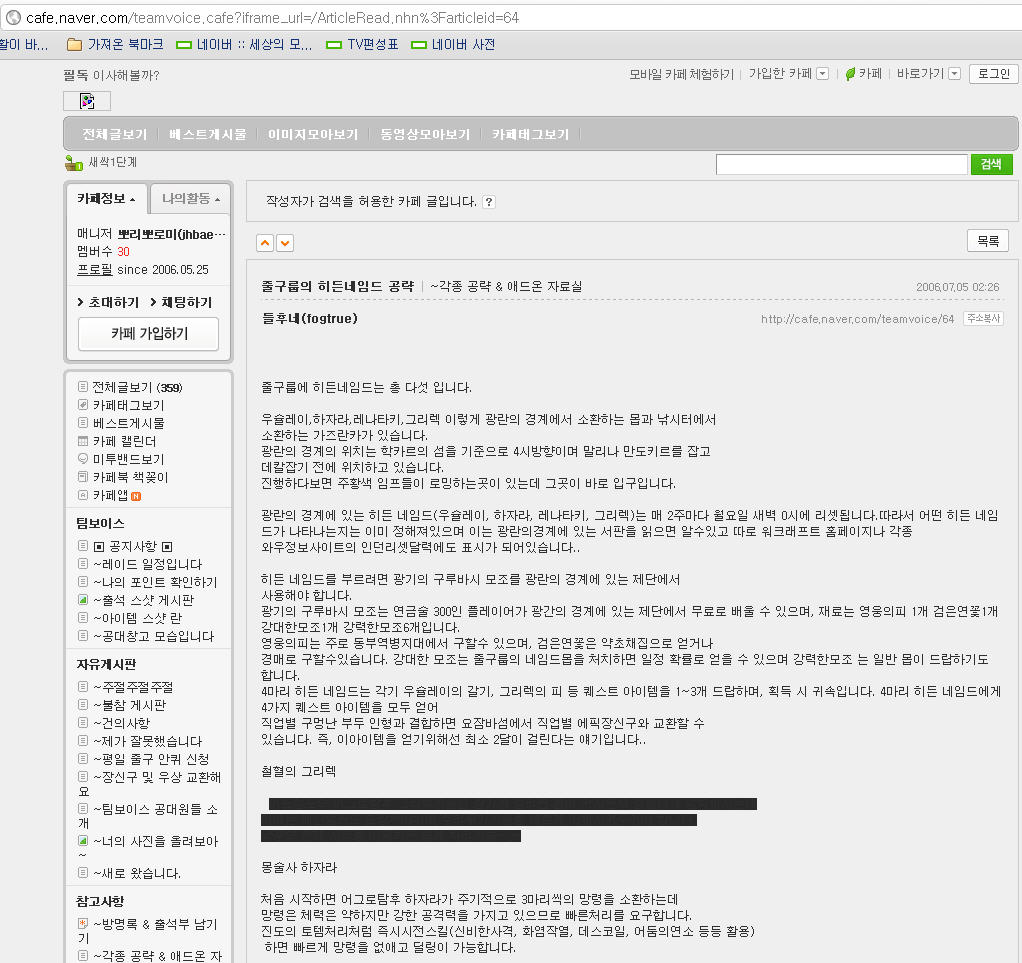 cafe.naver.com/teamvoice.cafe?iframe_url=/ArticleRead.nhn%3Farticleid=64
활이 바... 가져온 북마크 네이버 :: 세상의 모... TV편성표 네이버 사전
필독 이사해볼까?
모바일 카페 체험하기 가입한 카페 카페 바로가기 로그인
전체글보기 베스트게시물 이미지모아보기 동영상모아보기 카페태그보기
새싹1단계
검색
카페정보 나의활동
매니저 뽀리뽀로미(jhbae···
멤버수 30
프로필 since 2006.05.25
초대하기 채팅하기
카페 가입하기
전체글보기 (359)
카페태그보기
베스트게시물
카페 캘린더
미투밴드보기
카페북 책꽂이
카페앱 N
팀보이스
▣ 공지사항 ▣
~레이드 일정입니다
~나의 포인트 확인하기
~출석 스샷 게시판
~아이템 스샷 란
~공대창고 모습입니다
자유게시판
~주절주절주절
~불참 게시판
~건의사항
~제가 잘못했습니다
~평일 줄구 안퀴 신청
~장신구 및 우상 교환해
요
~팀보이스 공대원들 소
개
~너의 사진을 올려보아
~
~새로 왔습니다.
참고사항
~방명록 & 출석부 남기
기
~각종 공략 & 애드온 자
작성자가 검색을 허용한 카페 글입니다. ?
목록
줄구룹의 히든네임드 공략 ~각종 공략 & 애드온 자료실 2006.07.05 02:26
들후네(fogtrue) http://cafe.naver.com/teamvoice/64 주소복사
줄구룹에 히든네임드는 총 다섯 입니다.
우슐레이,하자라,레나타키,그리렉 이렇게 광란의 경계에서 소환하는 몹과 낚시터에서
소환하는 가즈란카가 있습니다.
광란의 경계의 위치는 학카르의 섬을 기준으로 4시방향이며 말리나 만도키르를 잡고
데칼잡기 전에 위치하고 있습니다.
진행하다보면 주황색 임프들이 로밍하는곳이 있는데 그곳이 바로 입구입니다.
광란의 경계에 있는 히든 네임드(우슐레이, 하자라, 레나타키, 그리렉)는 매 2주마다 월요일 새벽 0시에 리셋됩니다.따라서 어떤 히든 네임
드가 나타나는지는 이미 정해져있으며 이는 광란의경계에 있는 서판을 읽으면 알수있고 따로 워크래프트 홈페이지나 각종
와우정보사이트의 인던리셋달력에도 표시가 되어있습니다..
히든 네임드를 부르려면 광기의 구루바시 모조를 광란의 경계에 있는 제단에서
사용해야 합니다.
광기의 구루바시 모조는 연금술 300인 플레이어가 광간의 경계에 있는 제단에서 무료로 배울 수 있으며, 재료는 영웅의피 1개 검은연꽃1개
강대한모조1개 강력한모조6개입니다.
영웅의피는 주로 동부역병지대에서 구할수 있으며, 검은연꽃은 약초채집으로 얻거나
경매로 구할수있습니다. 강대한 모조는 줄구룹의 네임드몹을 처치하면 일정 확률로 얻을 수 있으며 강력한모조 는 일반 몹이 드랍하기도
합니다.
4마리 히든 네임드는 각기 우슐레이의 갈기, 그리렉의 피 등 퀘스트 아이템을 1~3개 드랍하며, 획득 시 귀속입니다. 4마리 히든 네임드에게
4가지 퀘스트 아이템을 모두 얻어
직업별 구멍난 부두 인형과 결합하면 요잠바섬에서 직업별 에픽장신구와 교환할 수
있습니다. 즉, 이아이템을 얻기위해선 최소 2달이 걸린다는 얘기입니다..
철혈의 그리렉
몽술사 하자라
처음 시작하면 어그로탐후 하자라가 주기적으로 3마리씩의 망령을 소환하는데
망령은 체력은 약하지만 강한 공격력을 가지고 있으므로 빠른처리를 요구합니다.
진도의 토템처리처럼 즉시시전스킬(신비한사격, 화염작열, 데스코일, 어둠의연소 등등 활용)
하면 빠르게 망령을 없애고 딜링이 가능합니다.